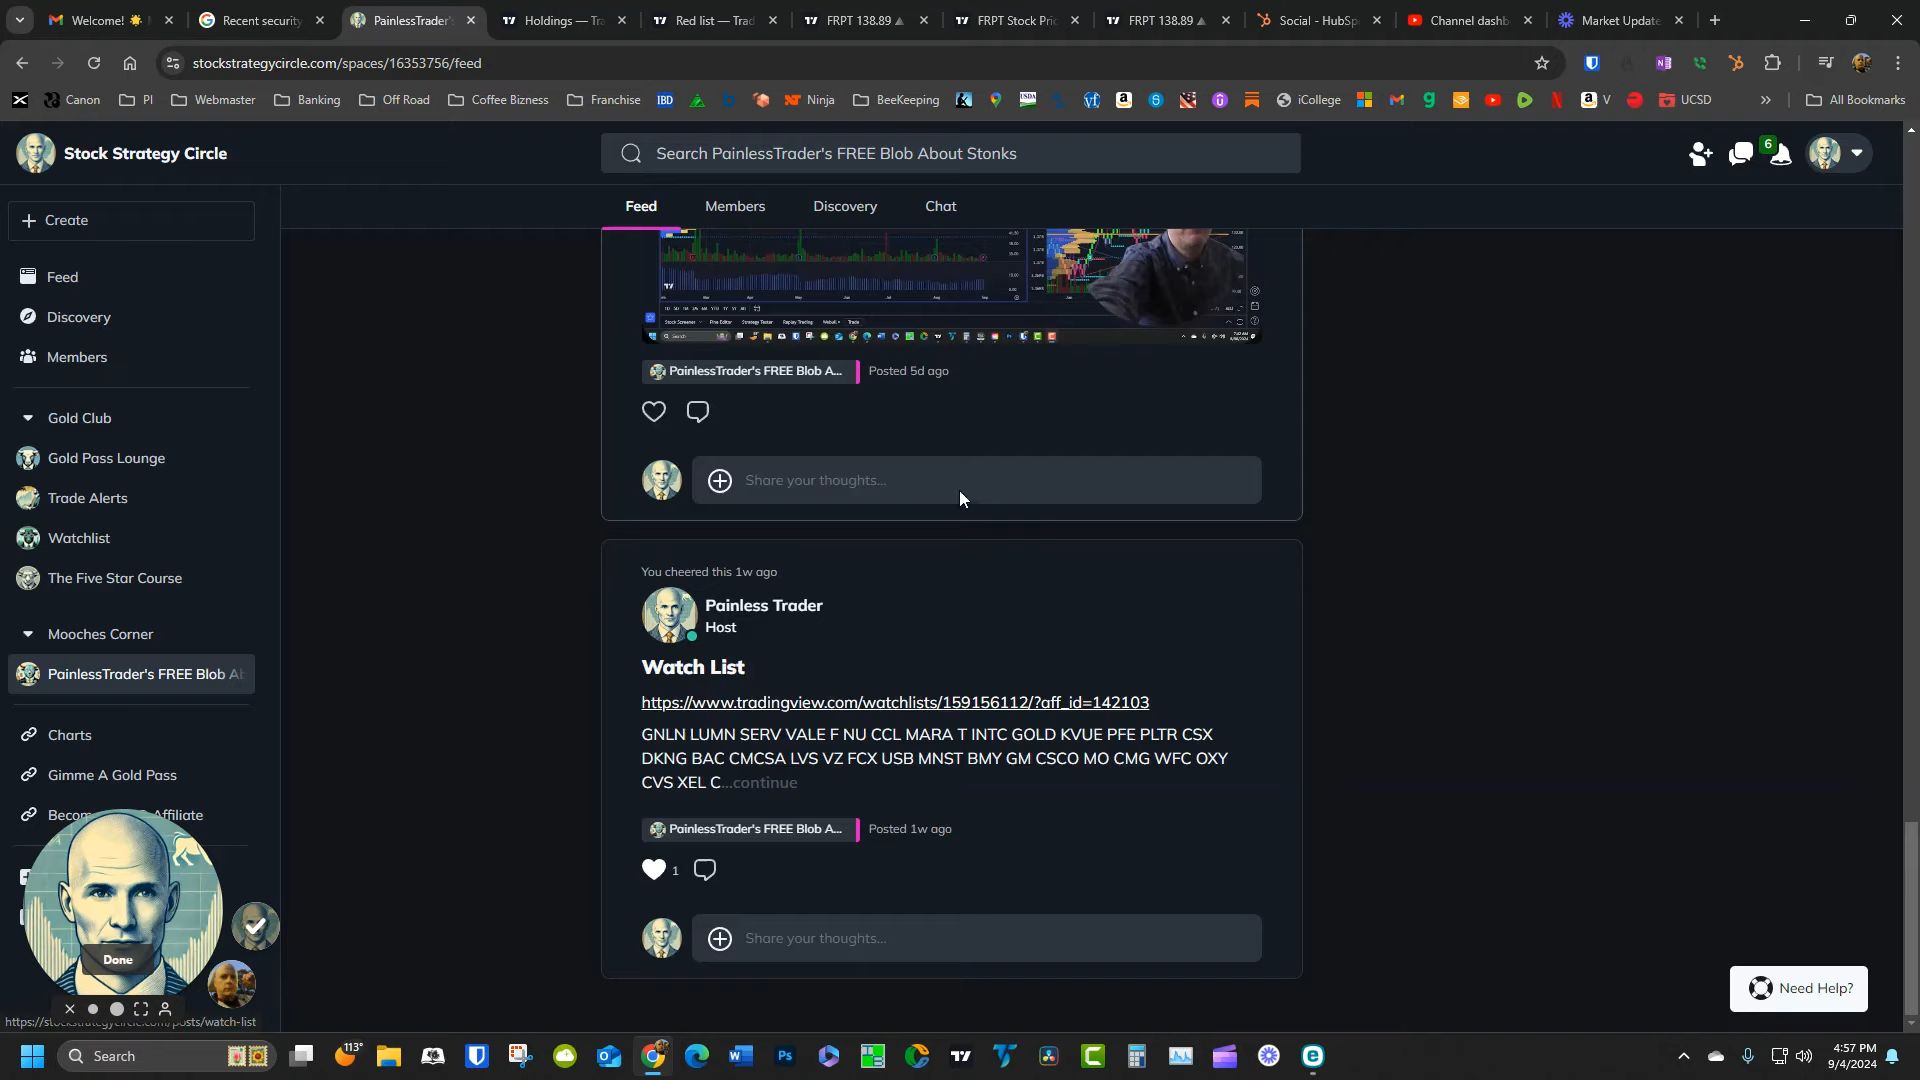 Welcome!
Recent security
PainlessTrader's
Holdings — Tra
Red list — Trad
FRPT 138.89
FRPT Stock Pric
FRPT 138.89
Social - HubSp
Channel dashb
Market Update
stockstrategycircle.com/spaces/16353756/feed
Canon
PI
Webmaster
Banking
Off Road
Coffee Bizness
Franchise
IBD
Ninja
BeeKeeping
iCollege
V
UCSD
All Bookmarks
Stock Strategy Circle
Search PainlessTrader's FREE Blob About Stonks
6
Create
Feed
Members
Discovery
Chat
Feed
Discovery
Members
Gold Club
Gold Pass Lounge
Trade Alerts
Watchlist
The Five Star Course
Mooches Corner
PainlessTrader's FREE Blob Ab
Charts
Gimme A Gold Pass
Becom
Affiliate
Done
https://stockstrategycircle.com/posts/watch-list
PainlessTrader's FREE Blob A...
Posted 5d ago
Share your thoughts...
You cheered this 1w ago
Painless Trader
Host
Watch List
https://www.tradingview.com/watchlists/159156112/?aff_id=142103
GNLN LUMN SERV VALE F NU CCL MARA T INTC GOLD KVUE PFE PLTR CSX
DKNG BAC CMCSA LVS VZ FCX USB MNST BMY GM CSCO MO CMG WFC OXY
CVS XEL C...continue
PainlessTrader's FREE Blob A...
Posted 1w ago
1
Share your thoughts...
Need Help?
Search
113°
4:57 PM
9/4/2024